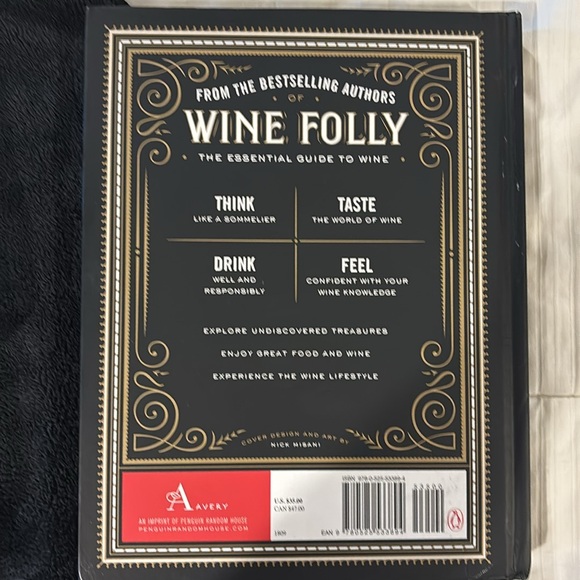 FROM THE BESTSELLING AUTHORS
OF
WINE FOLLY
THE ESSENTIAL GUIDE TO WINE
THINK
LIKE A SOMMELIER
TASTE
THE WORLD OF WINE
DRINK
WELL AND
RESPONSIBLY
FEEL
CONFIDENT WITH YOUR
WINE KNOWLEDGE
EXPLORE UNDISCOVERED TREASURES
ENJOY GREAT FOOD AND WINE
EXPERIENCE THE WINE LIFESTYLE
COVER DESIGN AND ART BY
NICK MISANI
A
AVERY
AN IMPRINT OF PENGUIN RANDOM HOUSE
PENGUINRANDOMHOUSE.COM
U.S. $35.00
CAN $47.00
1809
EAN